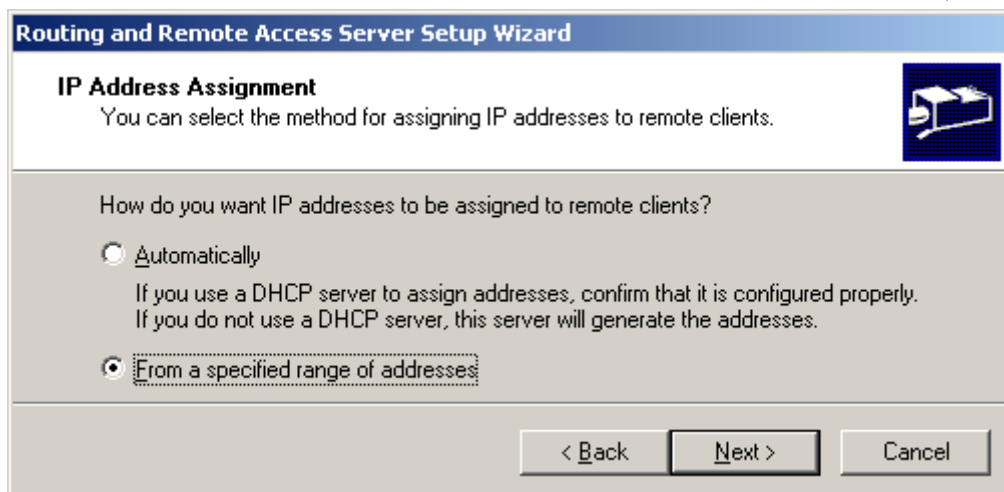 Routing and Remote Access Server Setup Wizard
IP Address Assignment
You can select the method for assigning IP addresses to remote clients.
How do you want IP addresses to be assigned to remote clients?
Automatically
If you use a DHCP server to assign addresses, confirm that it is configured properly.
If you do not use a DHCP server, this server will generate the addresses.
From a specified range of addresses
< Back Next > Cancel